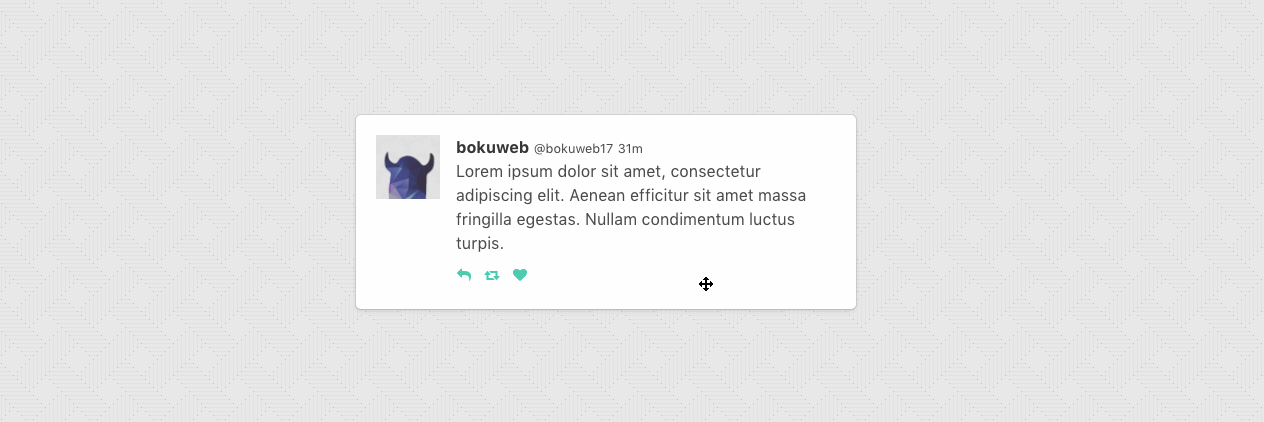 bokuweb @bokuweb17 31m
Lorem ipsum dolor sit amet, consectetur
adipiscing elit. Aenean efficitur sit amet massa
fringilla egestas. Nullam condimentum luctus
turpis.